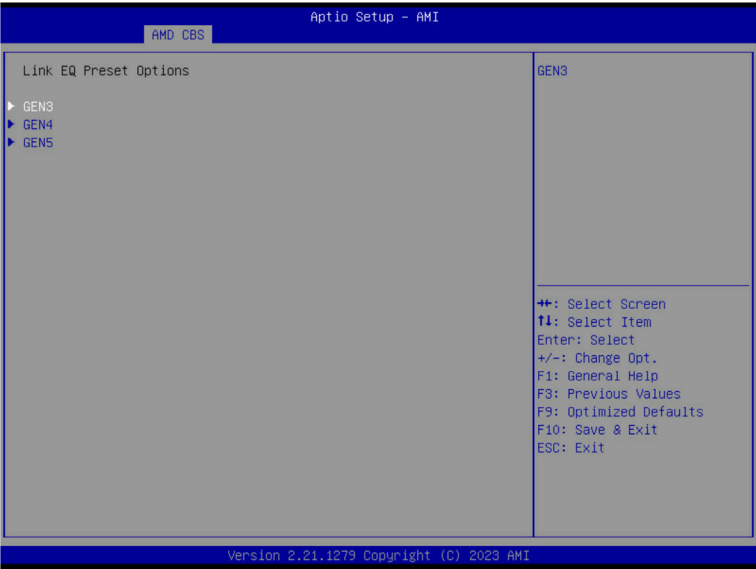 Aptio Setup – AMI
AMD CBS
Link EQ Preset Options
GEN3
GEN4
GEN5
GEN3
→←: Select Screen
↑↓: Select Item
Enter: Select
+/-: Change Opt.
F1: General Help
F3: Previous Values
F9: Optimized Defaults
F10: Save & Exit
ESC: Exit
Version 2.21.1279 Copyright (C) 2023 AMI